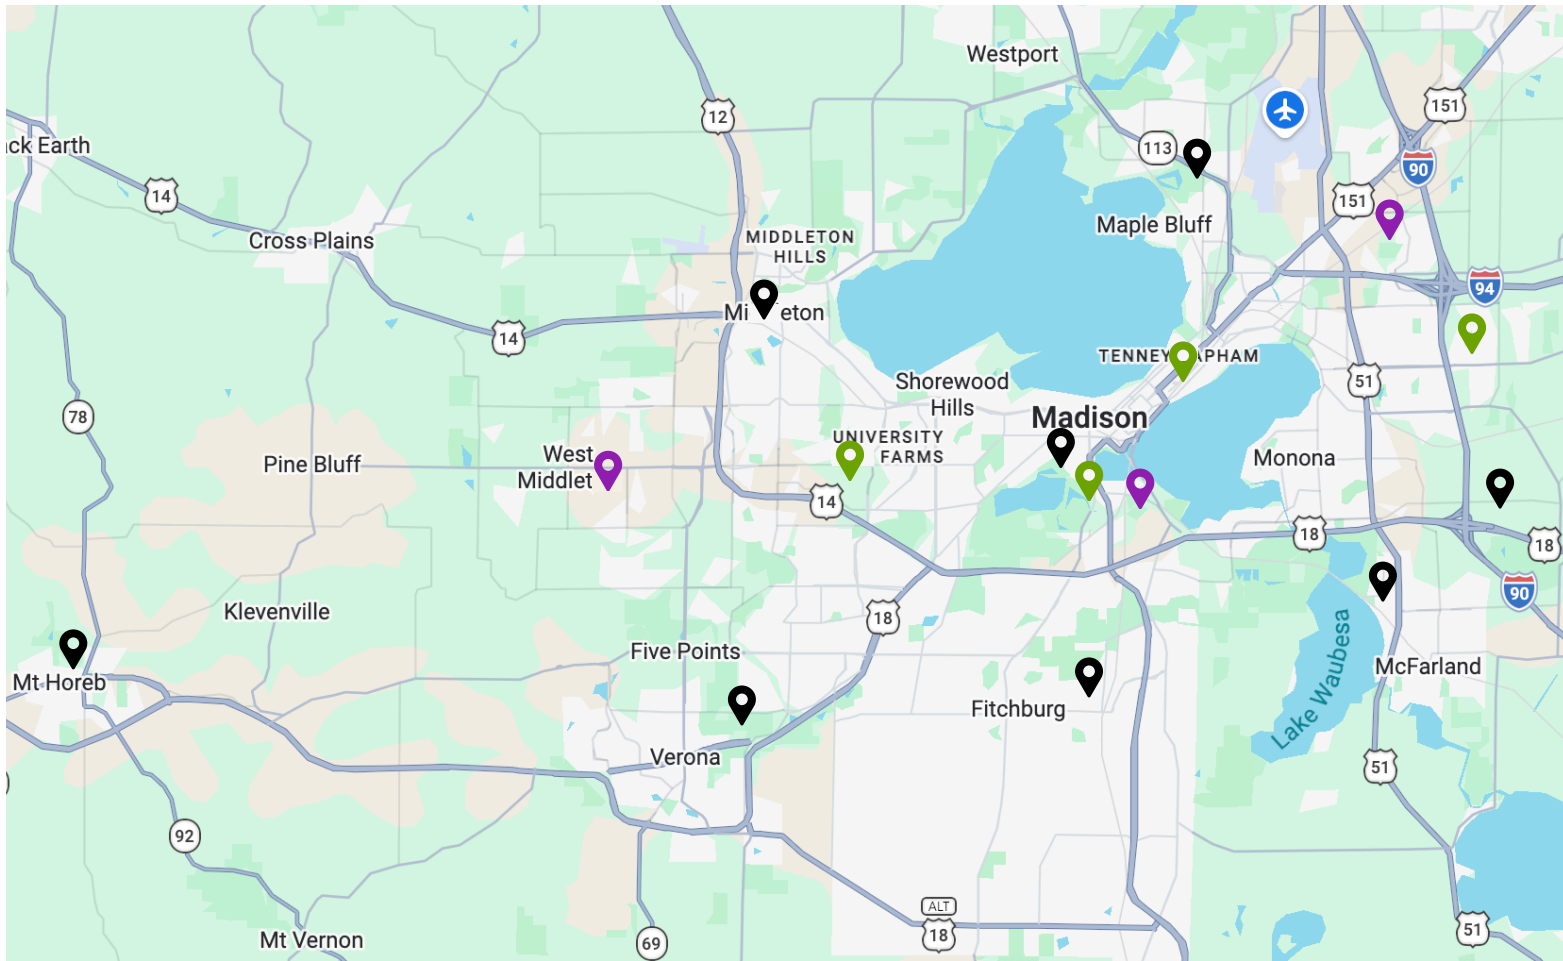 Westport
12
151
ack Earth
113
90
14
151
Maple Bluff
Cross Plains
MIDDLETON
HILLS
94
Mi eton
14
TENNEY APHAM
Shorewood
Hills
51
78
Madison
UNIVERSITY
FARMS
West
Middlet
Pine Bluff
Monona
14
18
18
90
Klevenville
18
Lake Waubesa
Five Points
McFarland
Mt Horeb
Fitchburg
Verona
51
92
ALT
18
Mt Vernon
69
51